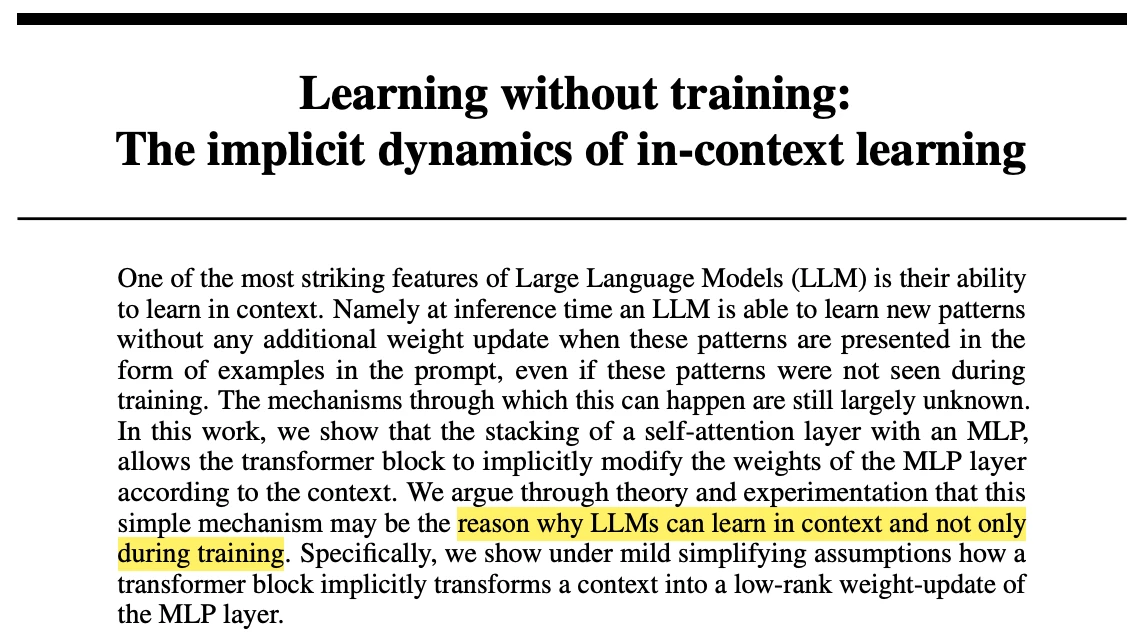 Learning without training:
The implicit dynamics of in-context learning
One of the most striking features of Large Language Models (LLM) is their ability
to learn in context. Namely at inference time an LLM is able to learn new patterns
without any additional weight update when these patterns are presented in the
form of examples in the prompt, even if these patterns were not seen during
training. The mechanisms through which this can happen are still largely unknown.
In this work, we show that the stacking of a self-attention layer with an MLP,
allows the transformer block to implicitly modify the weights of the MLP layer
according to the context. We argue through theory and experimentation that this
simple mechanism may be the reason why LLMs can learn in context and not only
during training. Specifically, we show under mild simplifying assumptions how a
transformer block implicitly transforms a context into a low-rank weight-update of
the MLP layer.